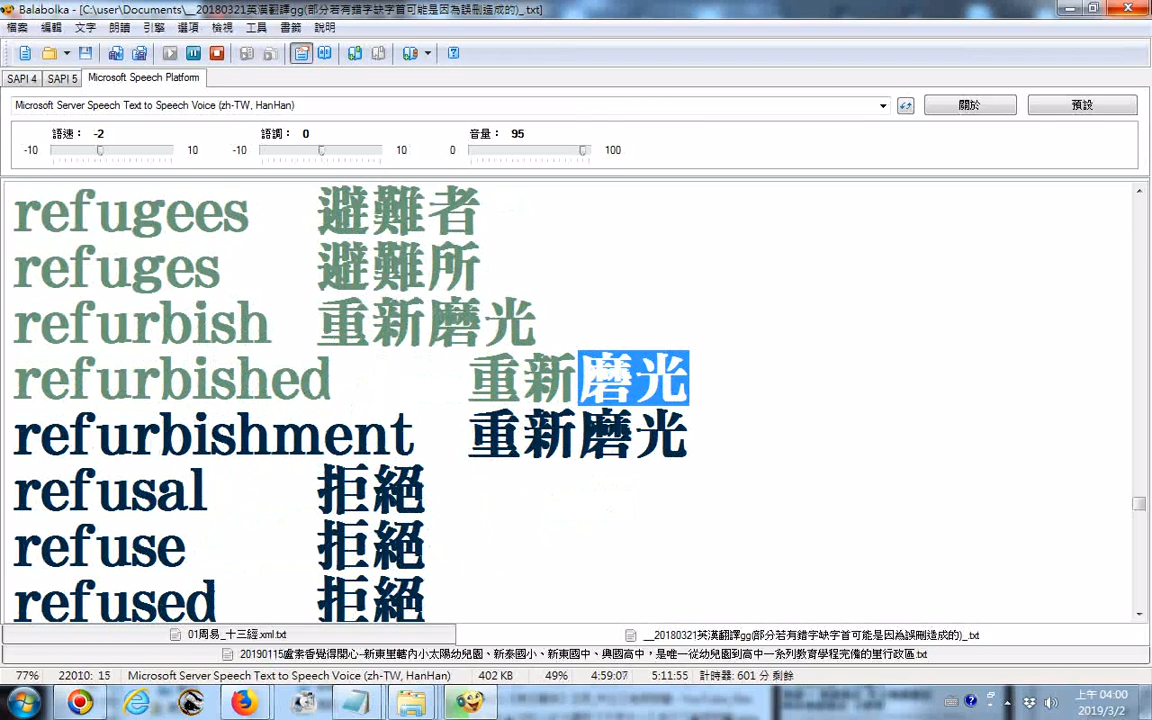 Balabolka - [C:\user\Documents\__20180321英漢翻譯gg(部分若有錯字缺字首可能是因為誤刪造成的)_.txt]
檔案 編輯 文字 朗讀 引擎 選項 檢視 工具 書籤 說明
SAPI 4 SAPI 5 Microsoft Speech Platform
Microsoft Server Speech Text to Speech Voice (zh-TW, HanHan) 關於 預設
語速： -2 語調： 0 音量： 95
-10 10 -10 10 0 100
refugees 避難者
refuges 避難所
refurbish 重新磨光
refurbished 重新磨光
refurbishment 重新磨光
refusal 拒絕
refuse 拒絕
refused 拒絕
01周易_十三經.xml.txt __20180321英漢翻譯gg(部分若有錯字缺字首可能是因為誤刪造成的)_.txt
20190115盧素香覺得開心-新東里轄內小太陽幼兒園、新泰國小、新東國中、興國高中，是唯一從幼兒園到高中一系列教育學程完備的里行政區.txt
77% 22010: 15 Microsoft Server Speech Text to Speech Voice (zh-TW, HanHan) 402 KB 49% 4:59:07 5:11:55 計時器: 601 分 剩餘
上午 04:00
2019/3/2